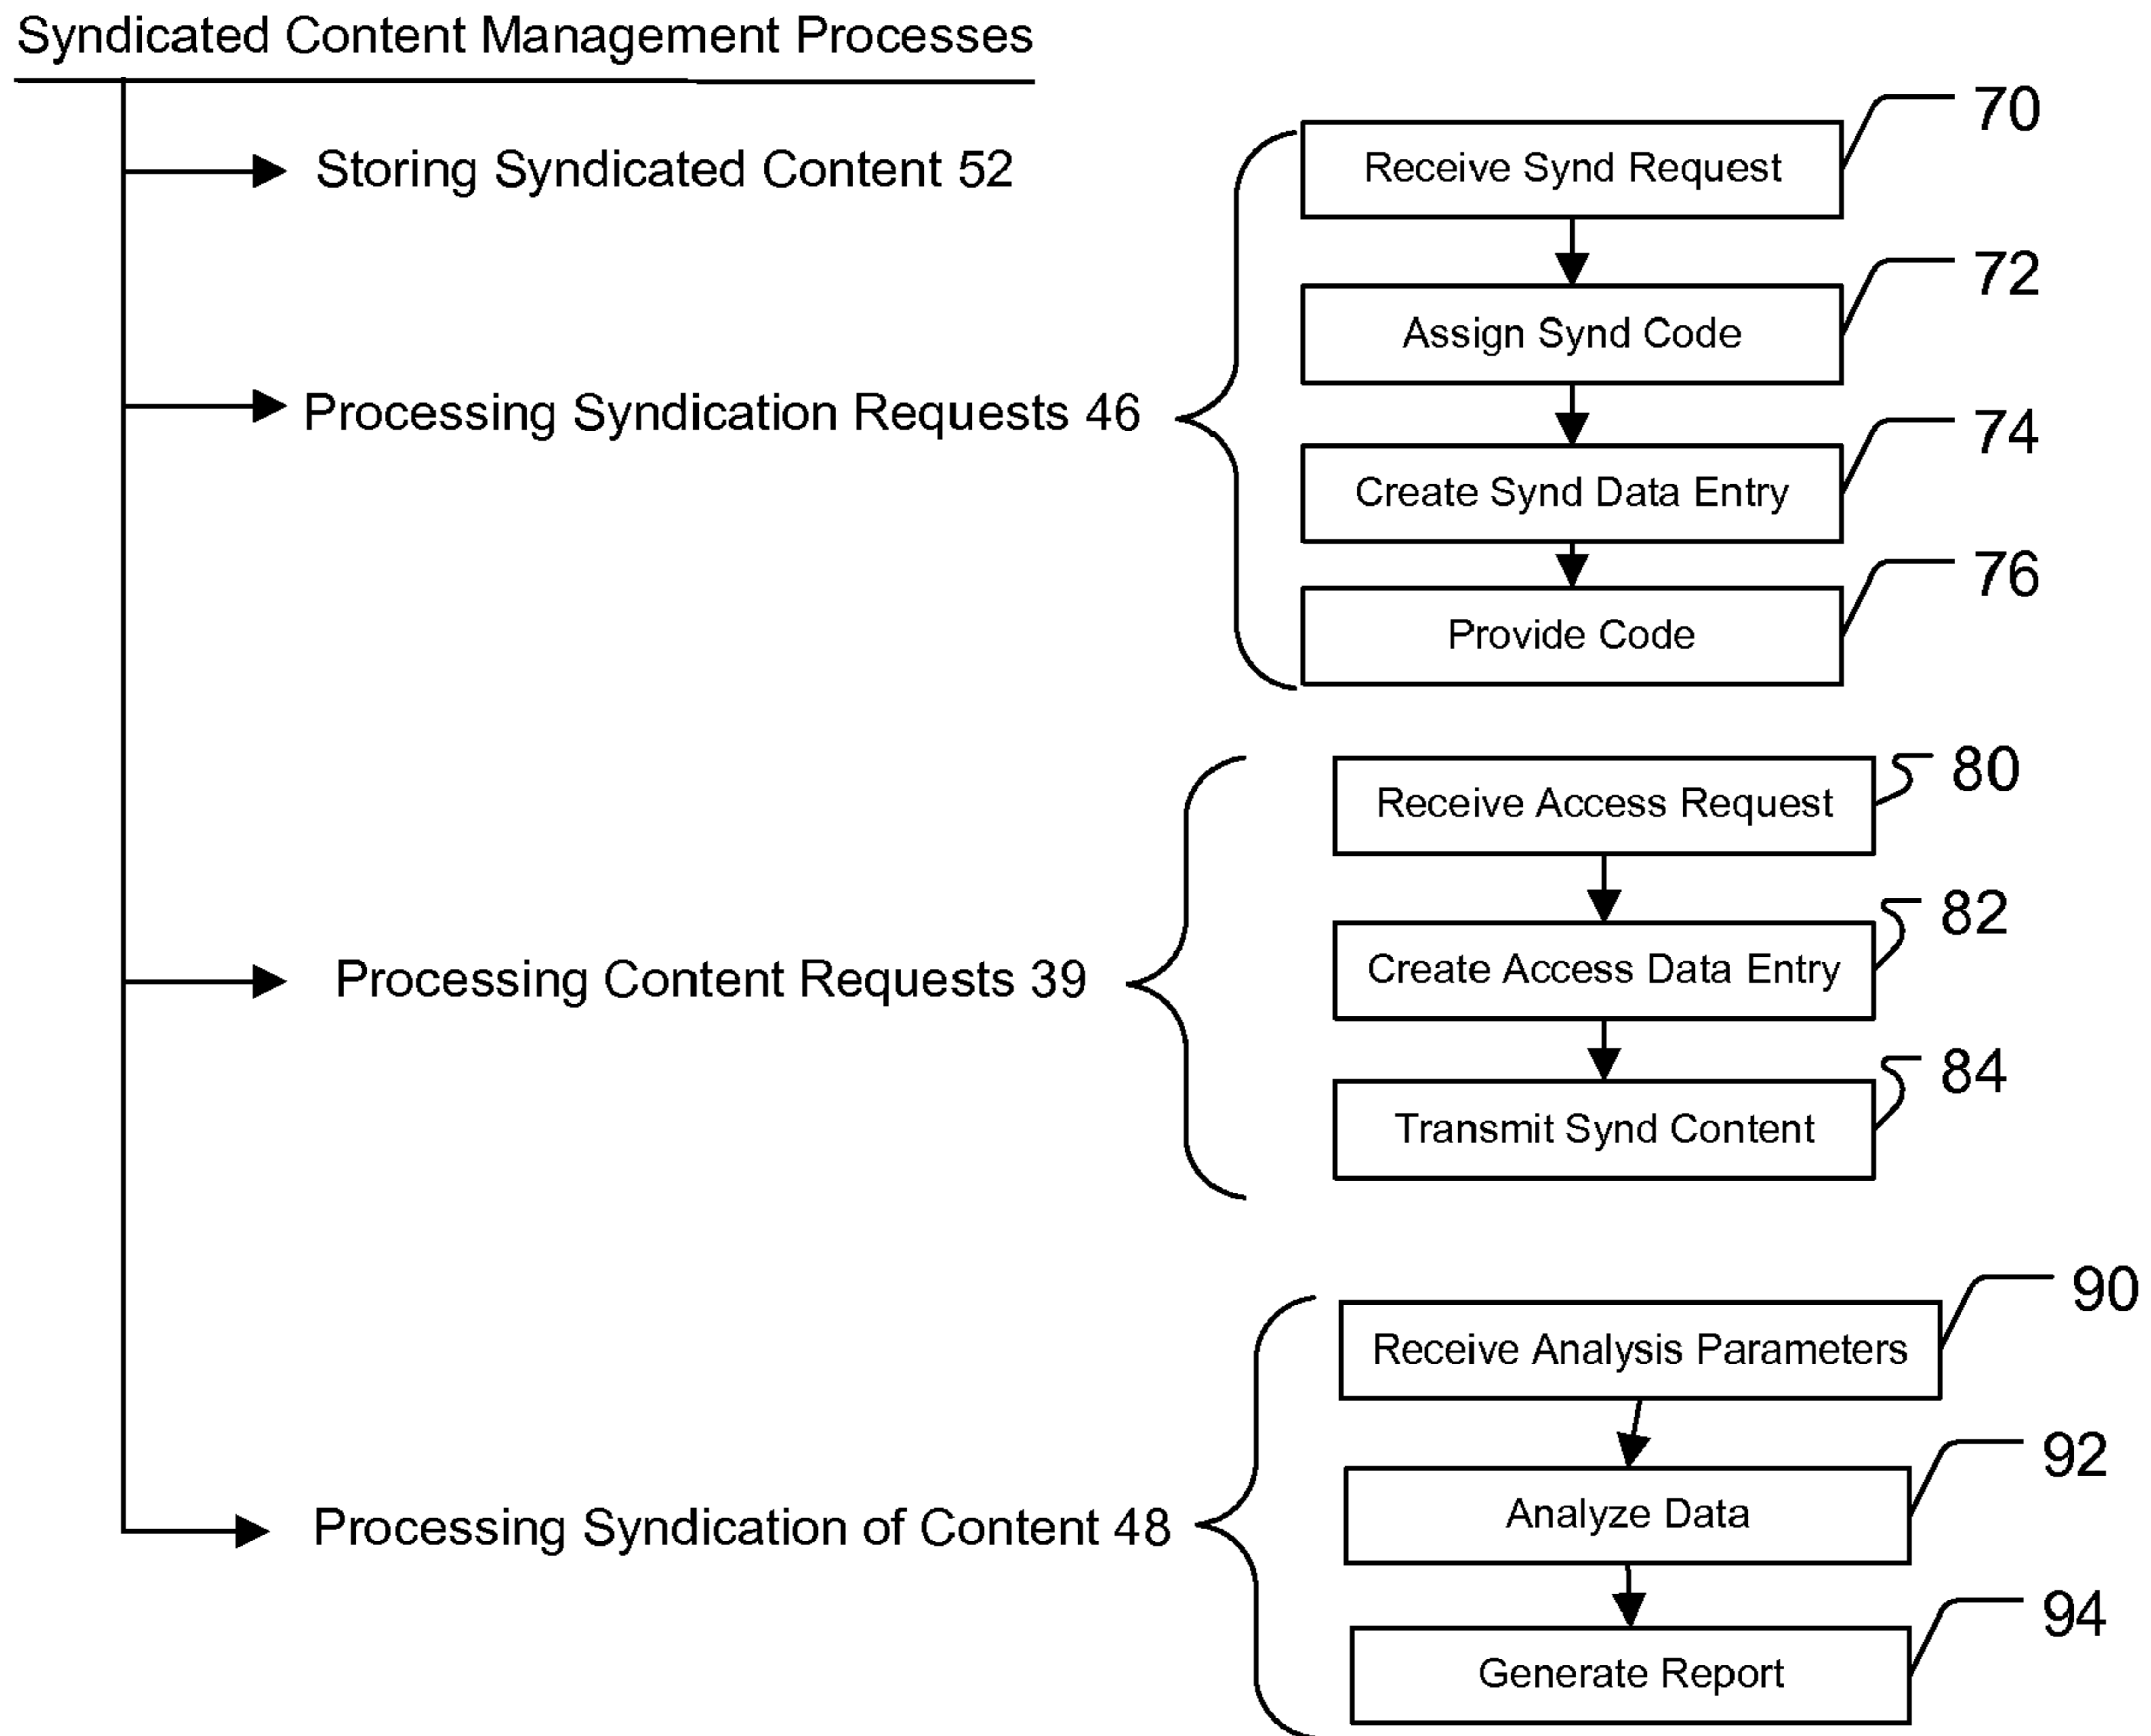 Syndicated Content Management Processes
Storing Syndicated Content 52
Processing Syndication Requests 46
Receive Synd Request
70
Assign Synd Code
72
Create Synd Data Entry
74
Provide Code
76
Processing Content Requests 39
Receive Access Request
80
Create Access Data Entry
82
Transmit Synd Content
84
Processing Syndication of Content 48
Receive Analysis Parameters
90
Analyze Data
92
Generate Report
94